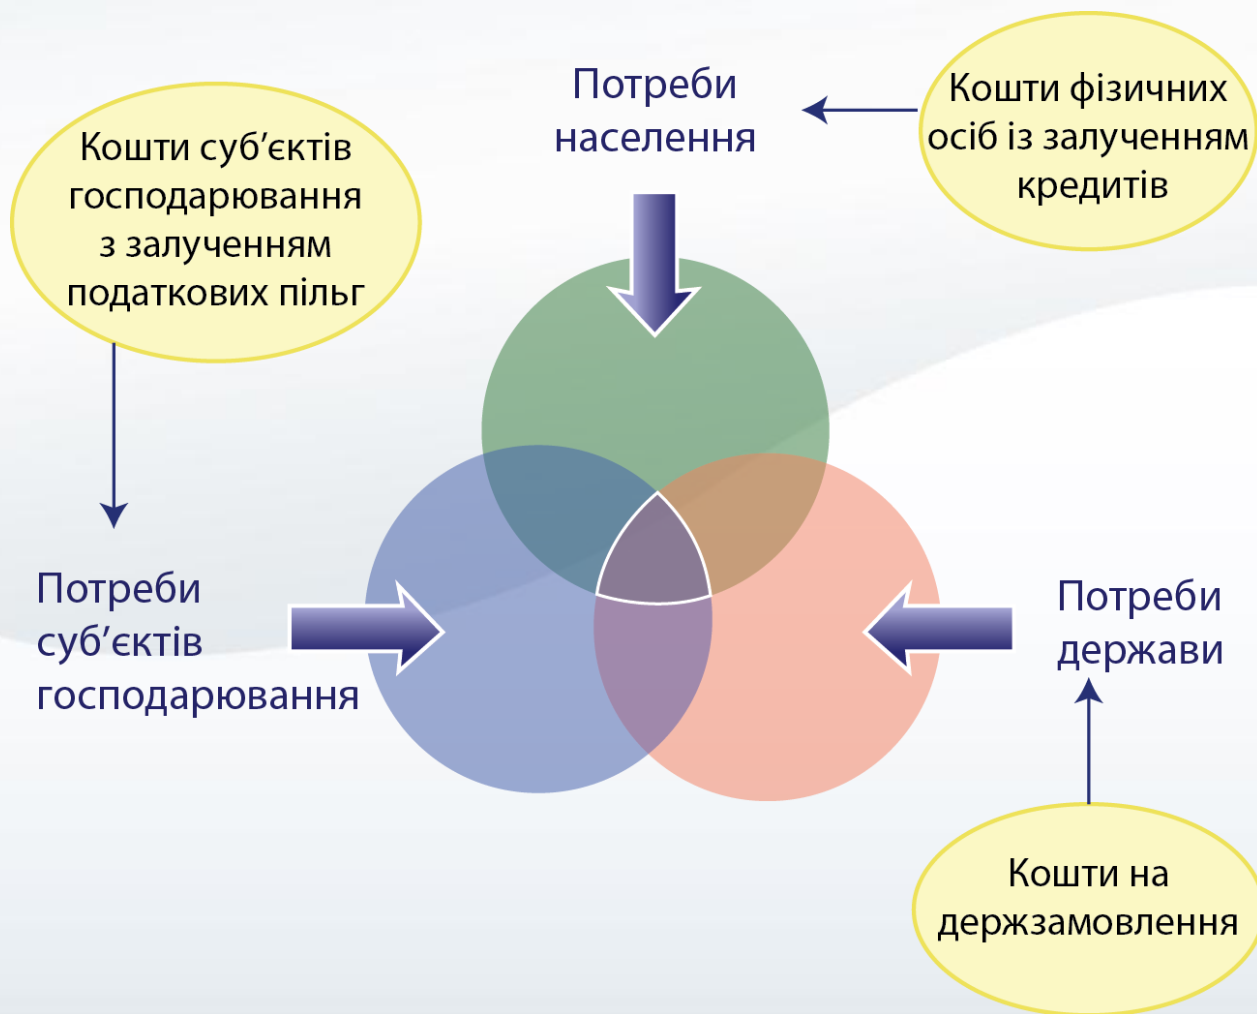 Потреби
населення
Кошти фізичних
осіб із залученням
кредитів
Кошти суб’єктів
господарювання
з залученням
податкових пільг
Потреби
суб’єктів
господарювання
Потреби
держави
Кошти на
держзамовлення